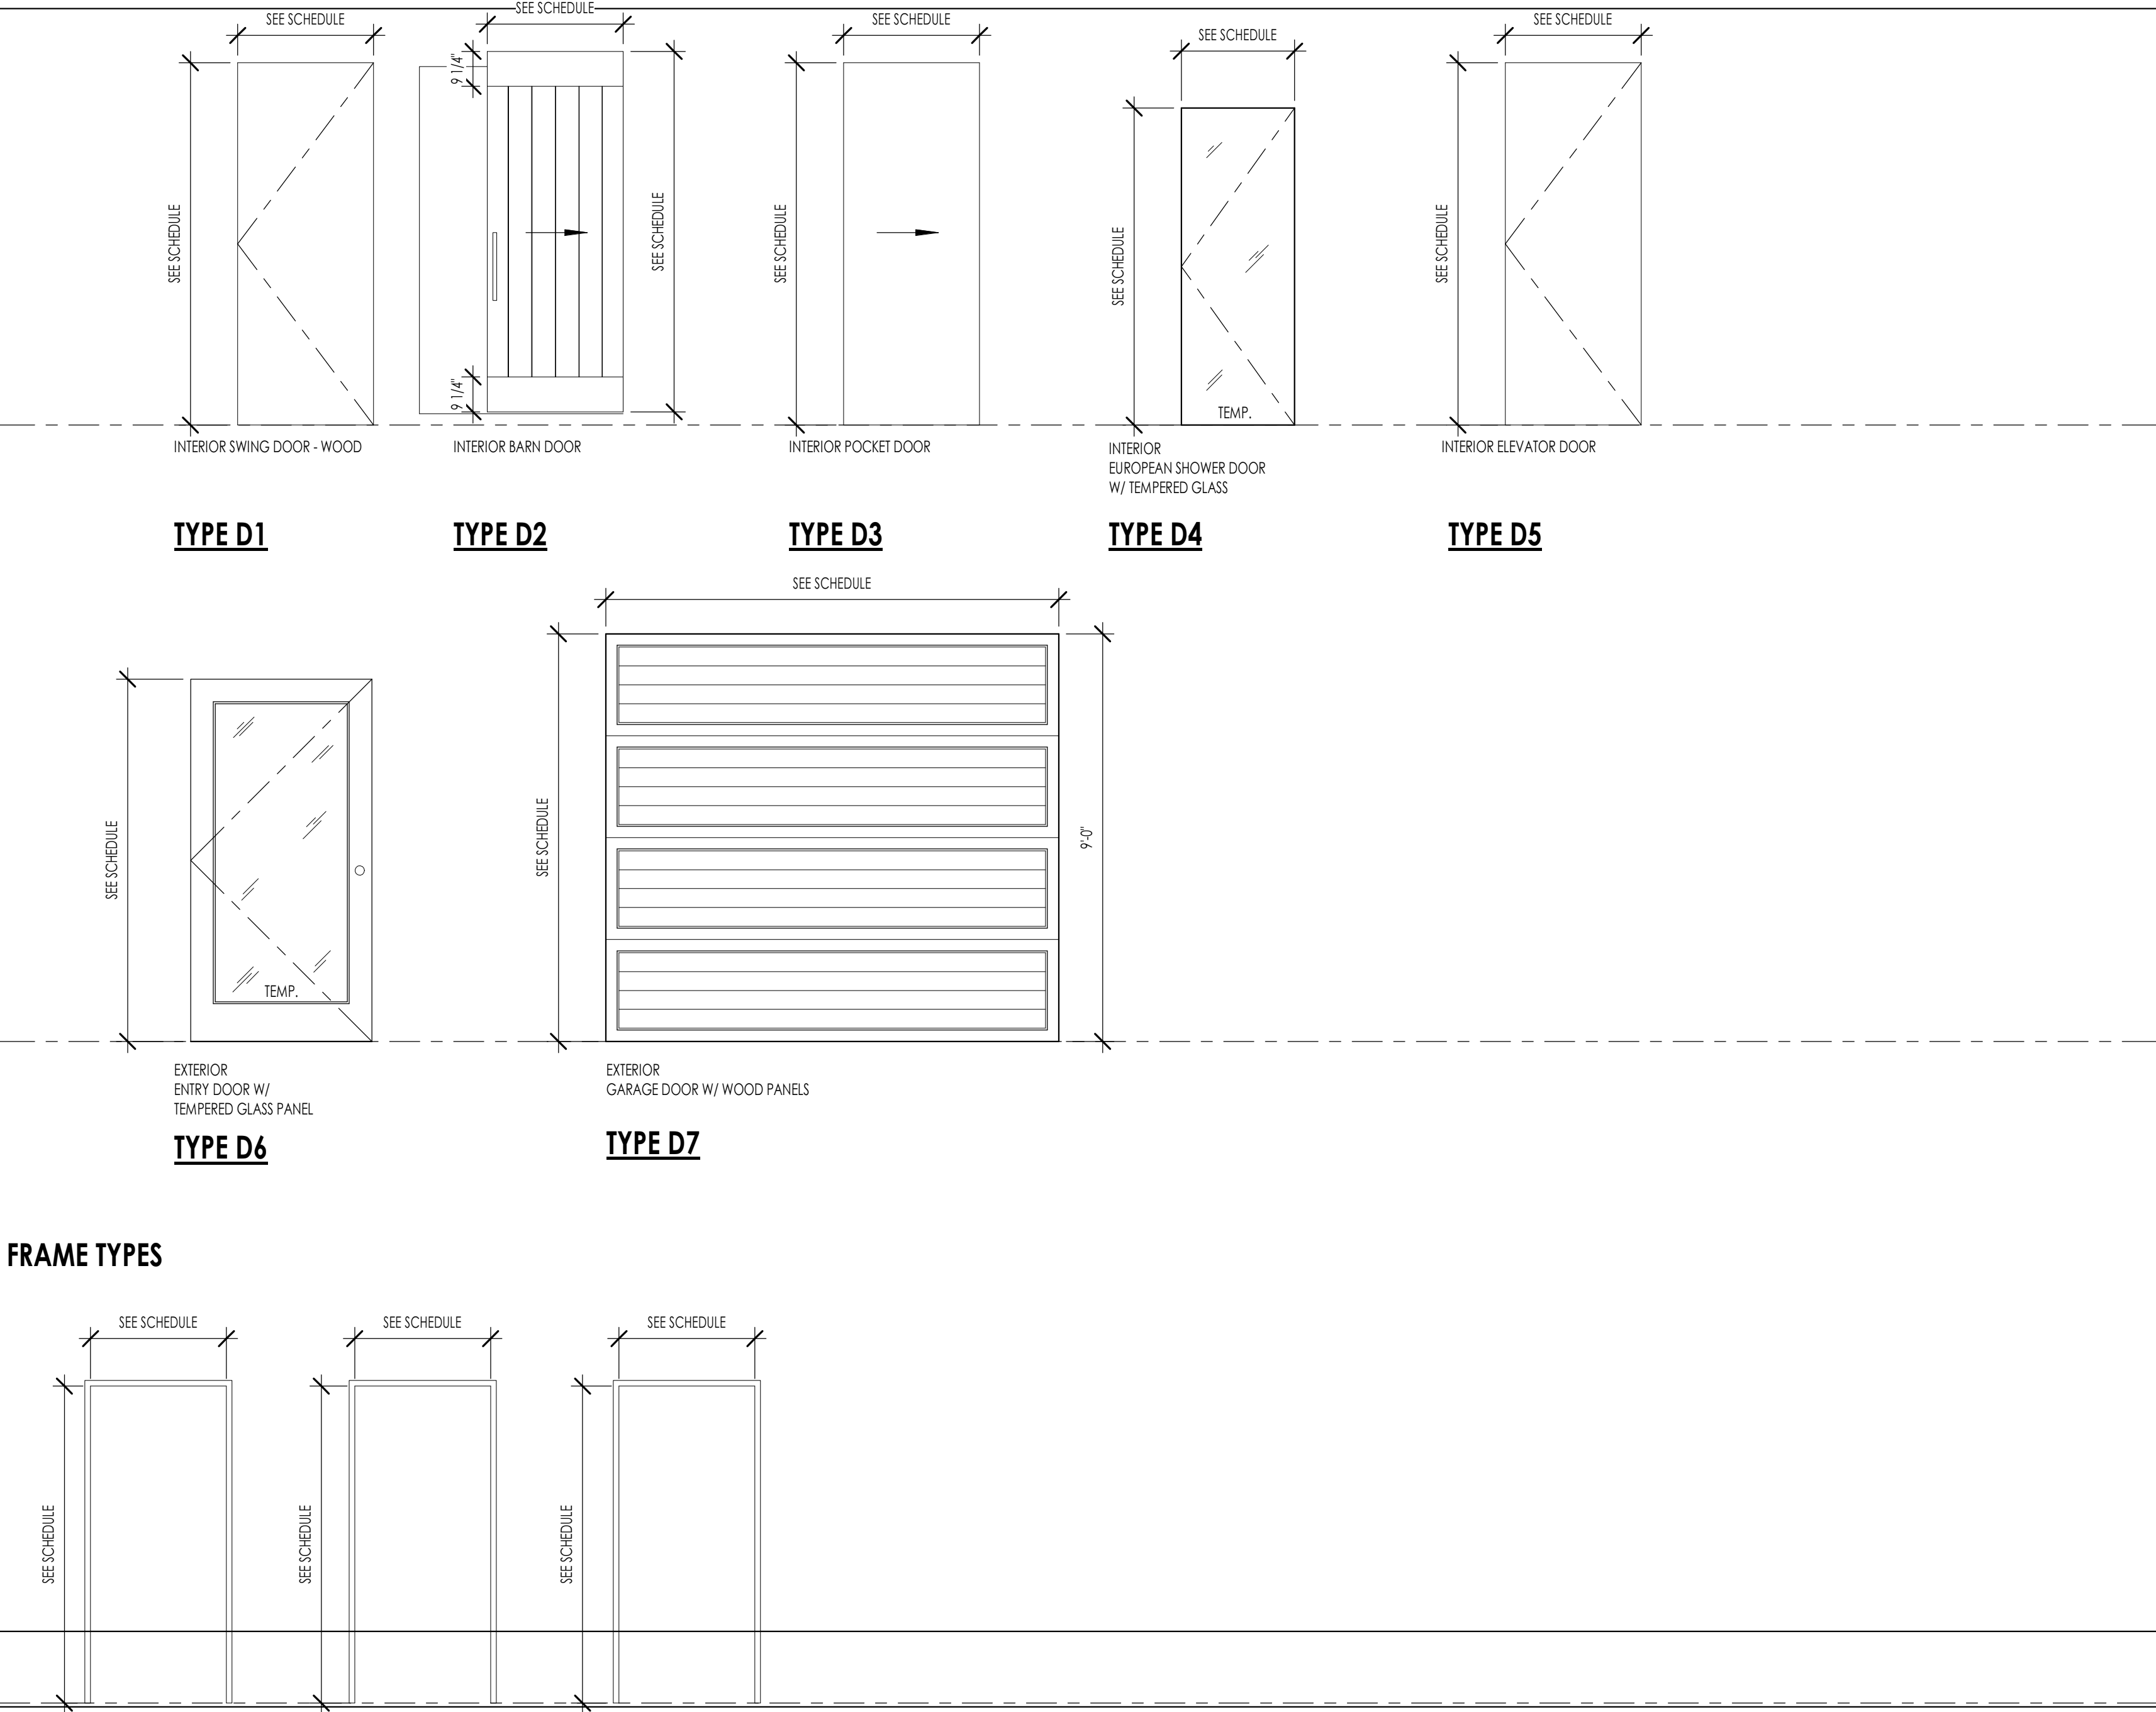 SEE SCHEDULE
SEE SCHEDULE
SEE SCHEDULE
SEE SCHEDULE
SEE SCHEDULE
SEE SCHEDULE
9 1/4"
9 1/4"
SEE SCHEDULE
SEE SCHEDULE
SEE SCHEDULE
TEMP.
SEE SCHEDULE
INTERIOR SWING DOOR - WOOD
INTERIOR BARN DOOR
INTERIOR POCKET DOOR
INTERIOR
EUROPEAN SHOWER DOOR
W/ TEMPERED GLASS
INTERIOR ELEVATOR DOOR
TYPE D1
TYPE D2
TYPE D3
TYPE D4
TYPE D5
SEE SCHEDULE
SEE SCHEDULE
TEMP.
SEE SCHEDULE
9'-0"
EXTERIOR
ENTRY DOOR W/
TEMPERED GLASS PANEL
EXTERIOR
GARAGE DOOR W/ WOOD PANELS
TYPE D6
TYPE D7
FRAME TYPES
SEE SCHEDULE
SEE SCHEDULE
SEE SCHEDULE
SEE SCHEDULE
SEE SCHEDULE
SEE SCHEDULE